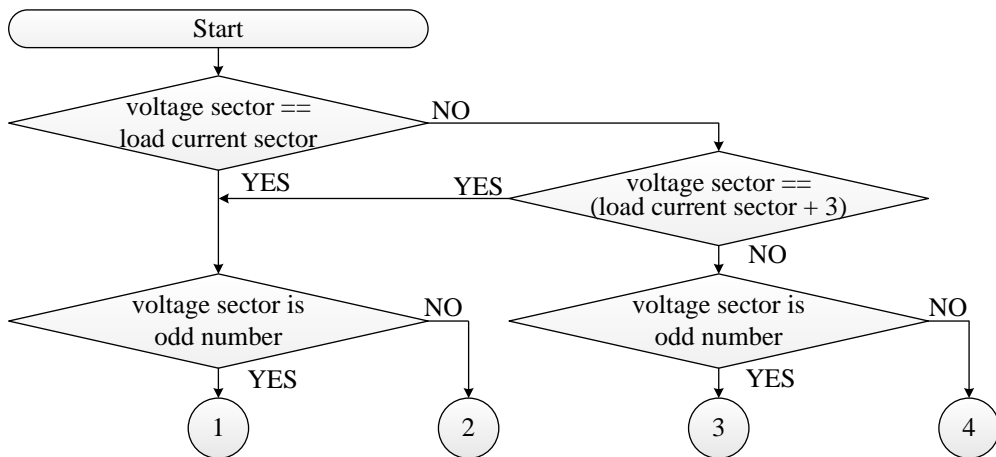 Start
voltage sector ==
load current sector
NO
YES
YES
voltage sector ==
(load current sector + 3)
NO
voltage sector is
odd number
NO
YES
voltage sector is
odd number
NO
YES
1
2
3
4